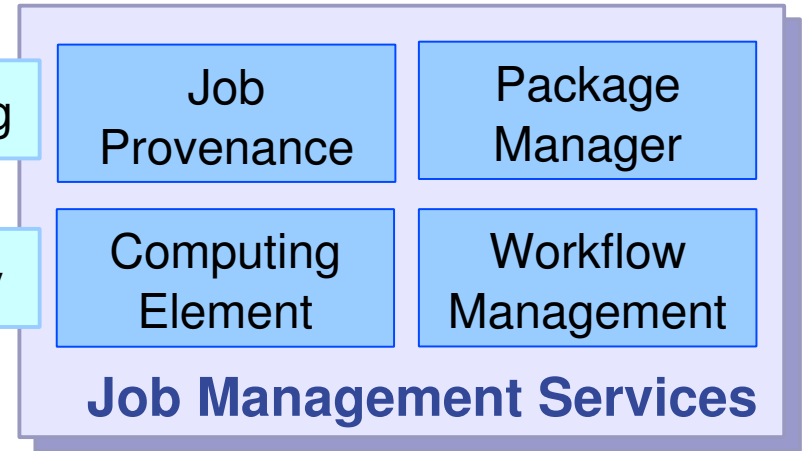 Job
Provenance
Package
Manager
Computing
Element
Workflow
Management
Job Management Services